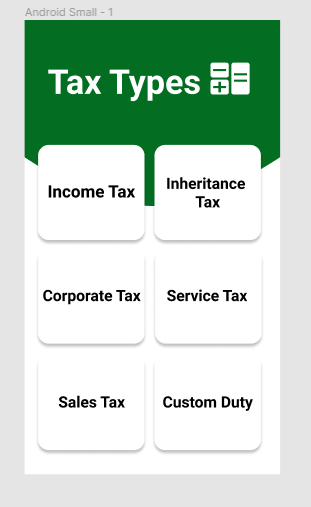 Android Small - 1
Tax Types
Income Tax
Inheritance
Tax
Corporate Tax
Service Tax
Sales Tax
Custom Duty